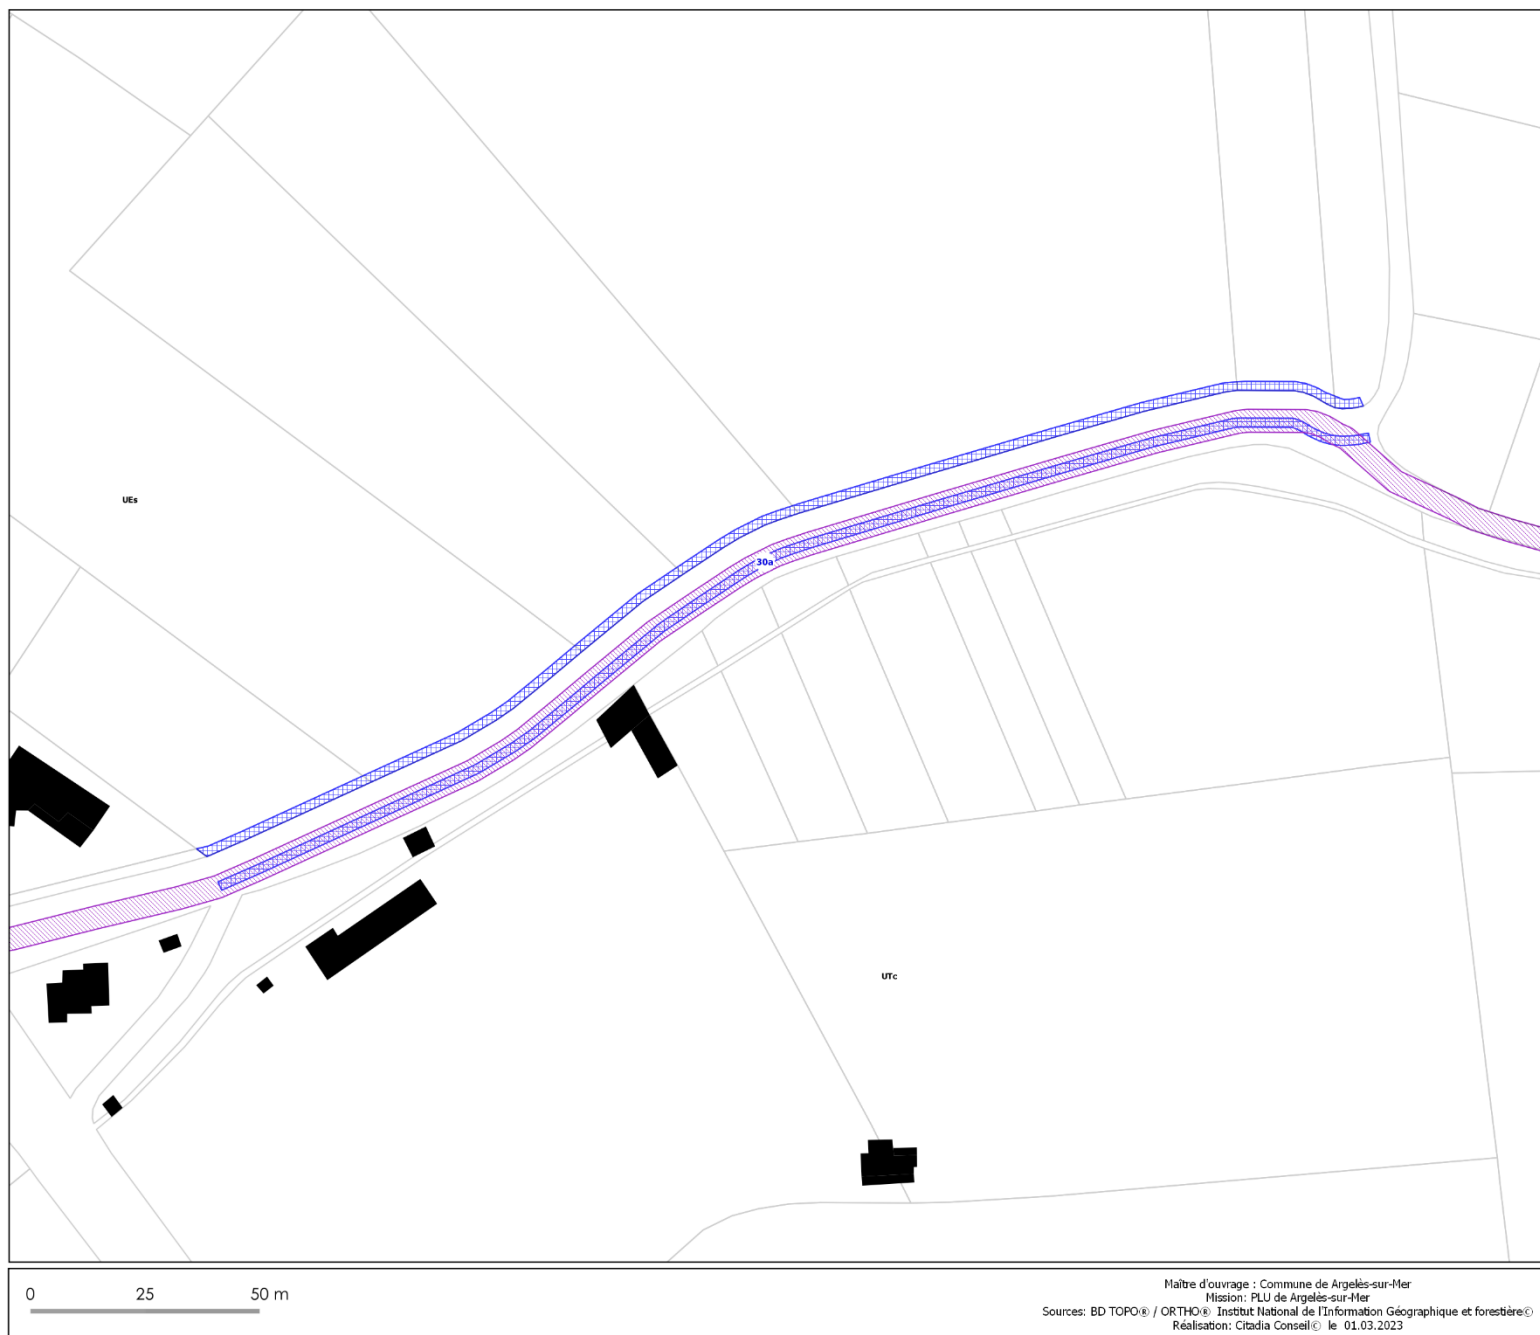 UEs
30a
UTc
0 25 50 m
Maître d'ouvrage : Commune de Argelès-sur-Mer
Mission: PLU de Argelès-sur-Mer
Sources: BD TOPO® / ORTHO® Institut National de l'Information Géographique et forestière©
Réalisation: Citadia Conseil© le 01.03.2023